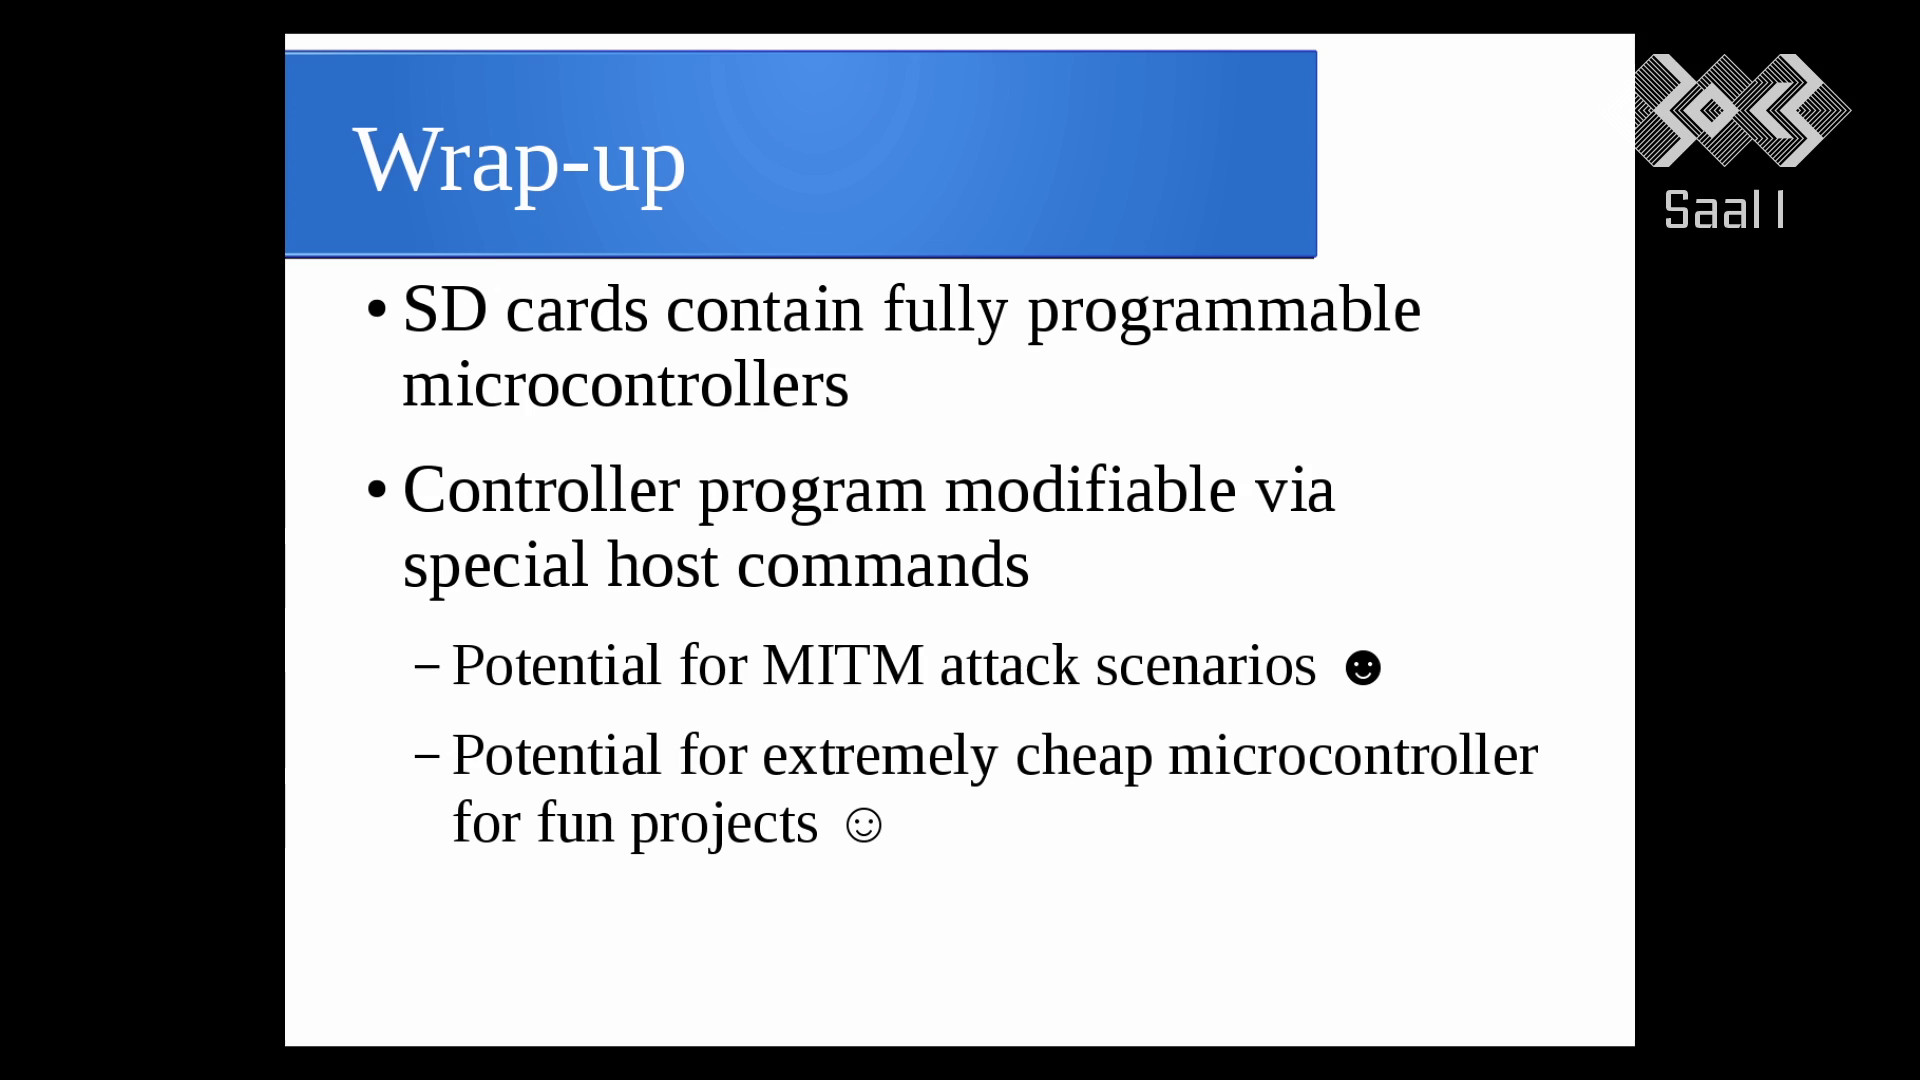 Wrap-up
Saal 1
• SD cards contain fully programmable
microcontrollers
• Controller program modifiable via
special host commands
– Potential for MITM attack scenarios ☻
– Potential for extremely cheap microcontroller
for fun projects ☺